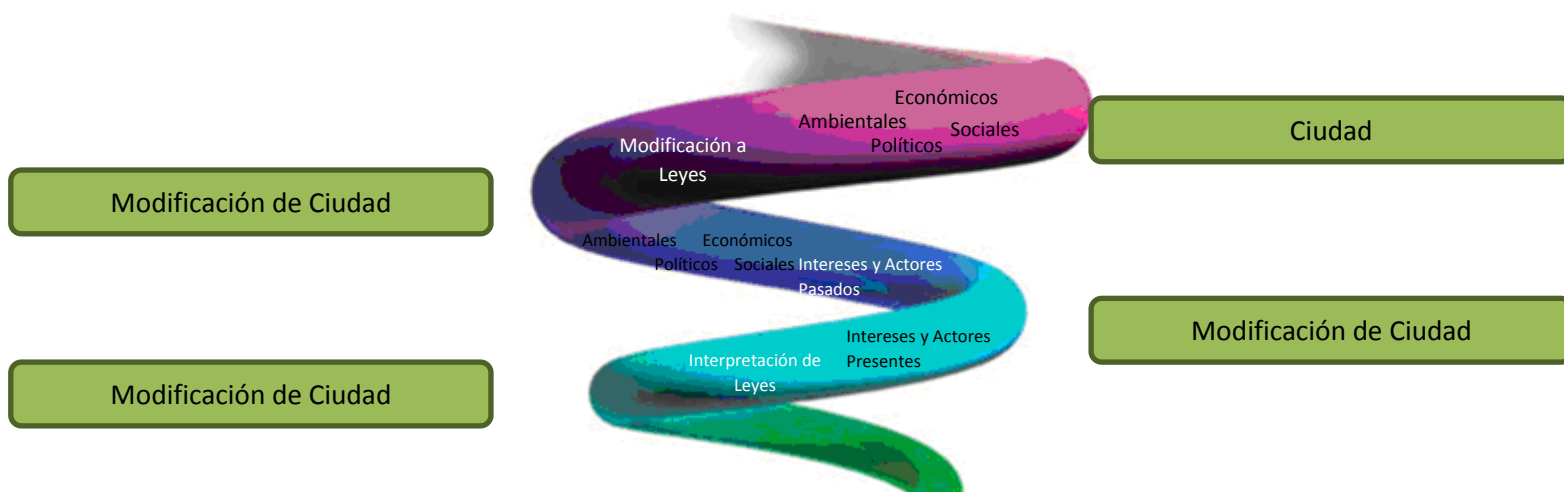 Económicos
Ambientales
Sociales
Políticos
Ciudad
Modificación a
Leyes
Modificación de Ciudad
Ambientales Económicos
Políticos Sociales Intereses y Actores
Pasados
Modificación de Ciudad
Intereses y Actores
Presentes
Interpretación de
Leyes
Modificación de Ciudad